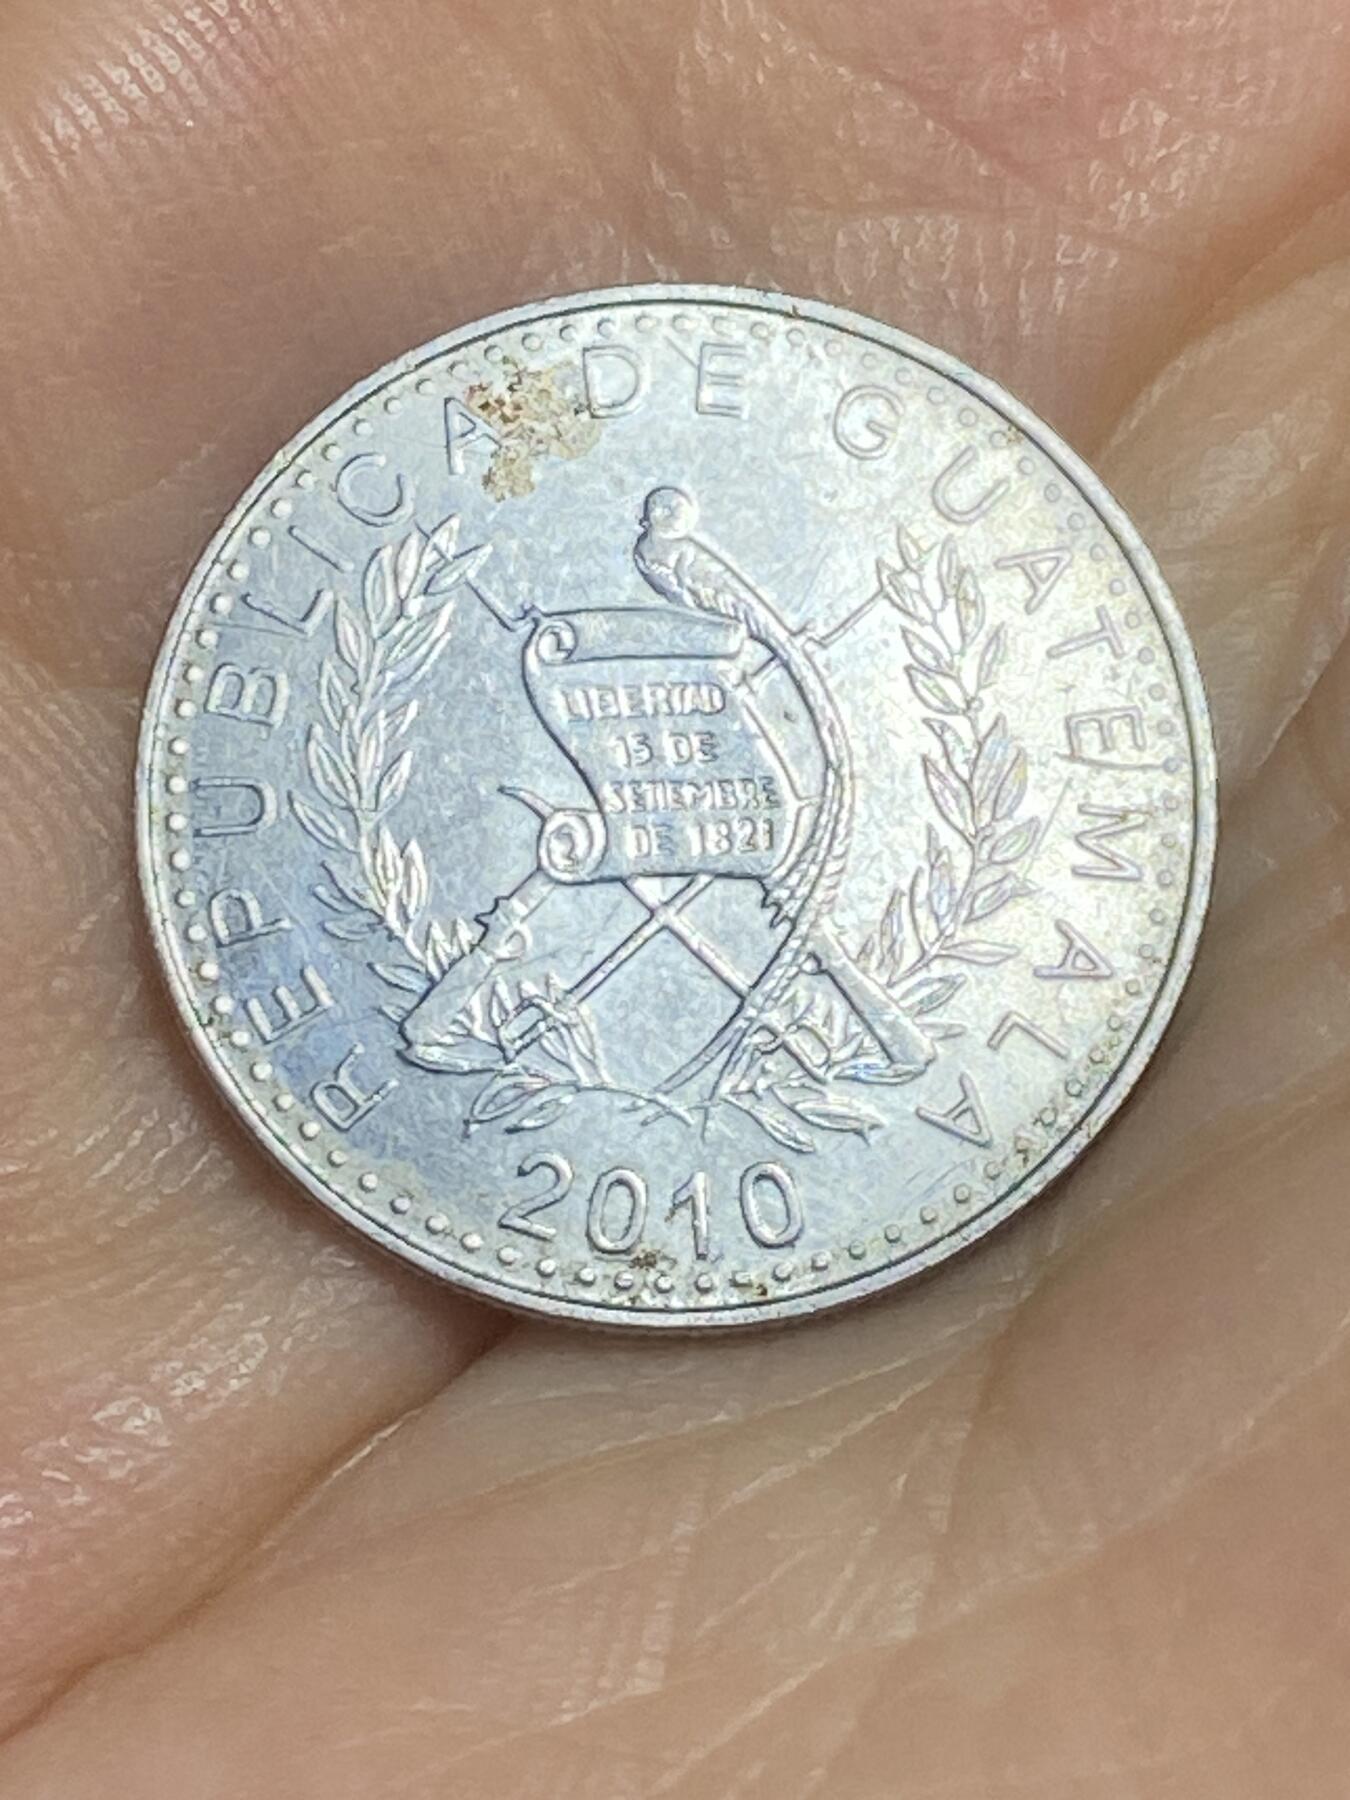 REPUBLICA DE GUATEMALA
LIBERTAD
15 DE
SETIEMBRE
DE 1821
2010